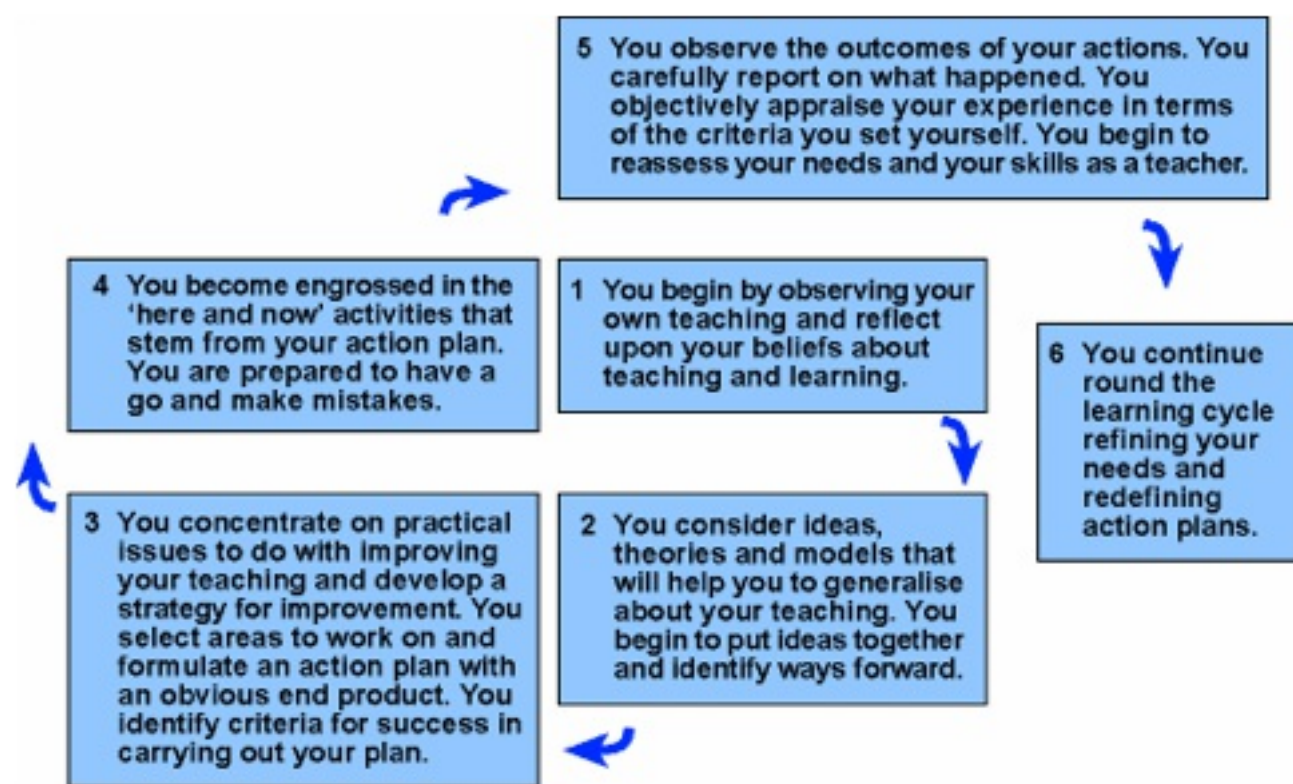 5 You observe the outcomes of your actions. You
carefully report on what happened. You
objectively appraise your experience in terms
of the criteria you set yourself. You begin to
reassess your needs and your skills as a teacher.
4 You become engrossed in the
‘here and now’ activities that
stem from your action plan.
You are prepared to have a
go and make mistakes.
1 You begin by observing your
own teaching and reflect
upon your beliefs about
teaching and learning.
6 You continue
round the
learning cycle
refining your
needs and
redefining
action plans.
3 You concentrate on practical
issues to do with improving
your teaching and develop a
strategy for improvement. You
select areas to work on and
formulate an action plan with
an obvious end product. You
identify criteria for success in
carrying out your plan.
2 You consider ideas,
theories and models that
will help you to generalise
about your teaching. You
begin to put ideas together
and identify ways forward.